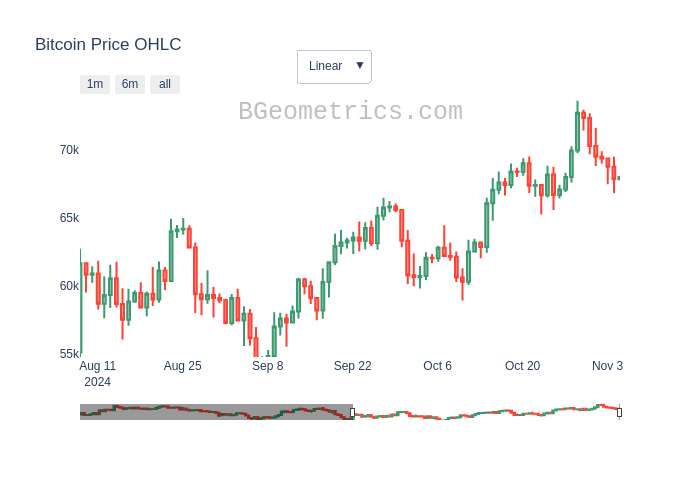 Bitcoin Price OHLC
Linear ▼
1m 6m all
BGeometrics.com
70k
65k
60k
55k
Aug 11 Aug 25 Sep 8 Sep 22 Oct 6 Oct 20 Nov 3
2024